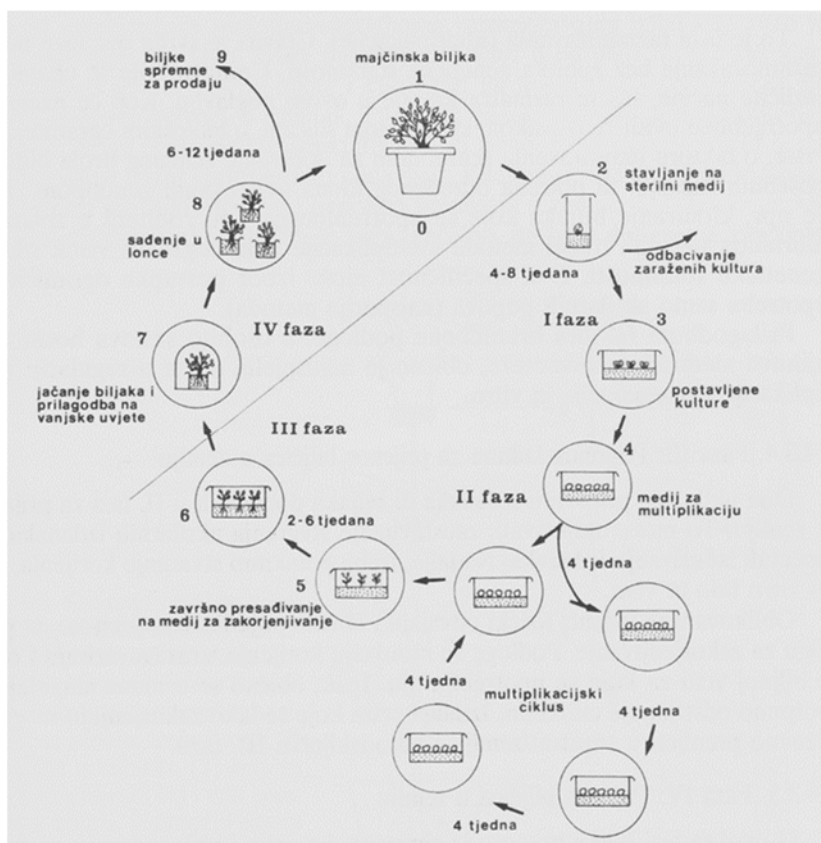 majčinska biljka
1
0
2
stavljanje na
sterilni medij
odbacivanje
zaraženih kultura
4-8 tjedana
I faza
3
postavljene
kulture
4
II faza
medij za
multiplikaciju
4 tjedna
4 tjedna
4 tjedna
4 tjedna
multiplikacijski
ciklus
5
završno presađivanje
na medij za zakorjenjivanje
2-6 tjedana
6
III faza
7
IV faza
jačanje biljaka i
prilagodba na
vanjske uvjete
8
sađenje u
lonce
6-12 tjedana
9
biljke
spremne
za prodaju